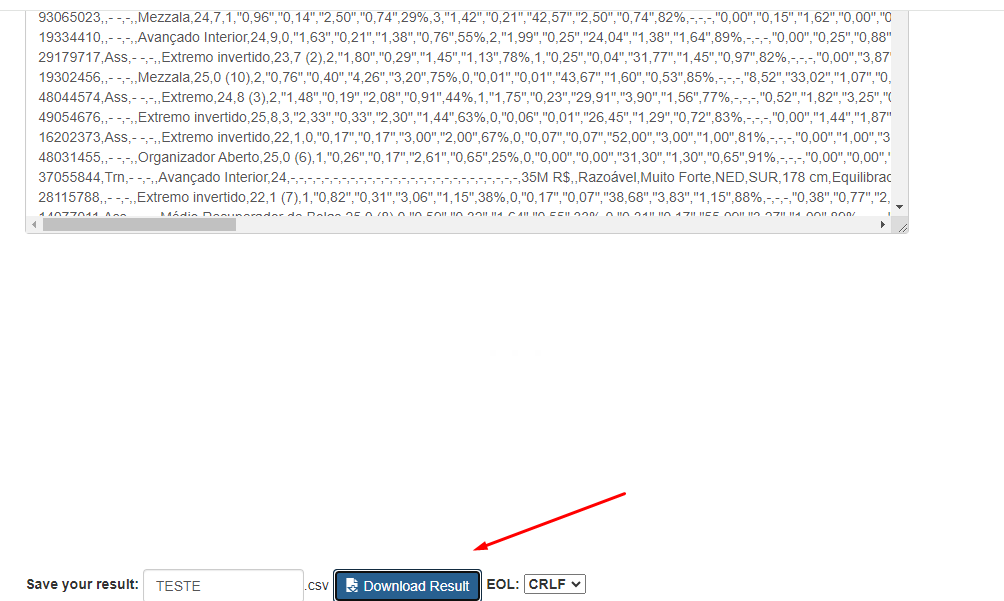 93065023,,- -,-,,Mezzala,24,7,1,"0,96","0,14","2,50","0,74",29%,3,"1,42","0,21","42,57","2,50","0,74",82%,-,-,-,"0,00","0,15","1,62","0,00","0
19334410,,- -,-,,Avançado Interior,24,9,0,"1,63","0,21","1,38","0,76",55%,2,"1,99","0,25","24,04","1,38","1,64",89%,-,-,-,"0,00","0,25","0,88"
29179717,Ass,- -,-,,Extremo invertido,23,7 (2),2,"1,80","0,29","1,45","1,13",78%,1,"0,25","0,04","31,77","1,45","0,97",82%,-,-,-,"0,00","3,87"
19302456,,- -,-,,Mezzala,25,0 (10),2,"0,76","0,40","4,26","3,20",75%,0,"0,01","0,01","43,67","1,60","0,53",85%,-,-,-,"8,52","33,02","1,07","0,
48044574,Ass,- -,-,,Extremo,24,8 (3),2,"1,48","0,19","2,08","0,91",44%,1,"1,75","0,23","29,91","3,90","1,56",77%,-,-,-,"0,52","1,82","3,25","0
49054676,,- -,-,,Extremo invertido,25,8,3,"2,33","0,33","2,30","1,44",63%,0,"0,06","0,01","26,45","1,29","0,72",83%,-,-,-,"0,00","1,44","1,87"
16202373,Ass,- -,-,,Extremo invertido,22,1,0,"0,17","0,17","3,00","2,00",67%,0,"0,07","0,07","52,00","3,00","1,00",81%,-,-,-,"0,00","1,00","3
48031455,,- -,-,,Organizador Aberto,25,0 (6),1,"0,26","0,17","2,61","0,65",25%,0,"0,00","0,00","31,30","1,30","0,65",91%,-,-,-,"0,00","0,00","
37055844,Trn,- -,-,,Avançado Interior,24,-,-,-,-,-,-,-,-,-,-,-,-,-,-,-,-,-,-,-,-,-,-,-,-,-,-,-,-,-,35M R$,,Razoável,Muito Forte,NED,SUR,178 cm,Equilibrad
28115788,,- -,-,,Extremo invertido,22,1 (7),1,"0,82","0,31","3,06","1,15",38%,0,"0,17","0,07","38,68","3,83","1,15",88%,-,-,-,"0,38","0,77","2,
Save your result: TESTE .csv Download Result EOL: CRLF